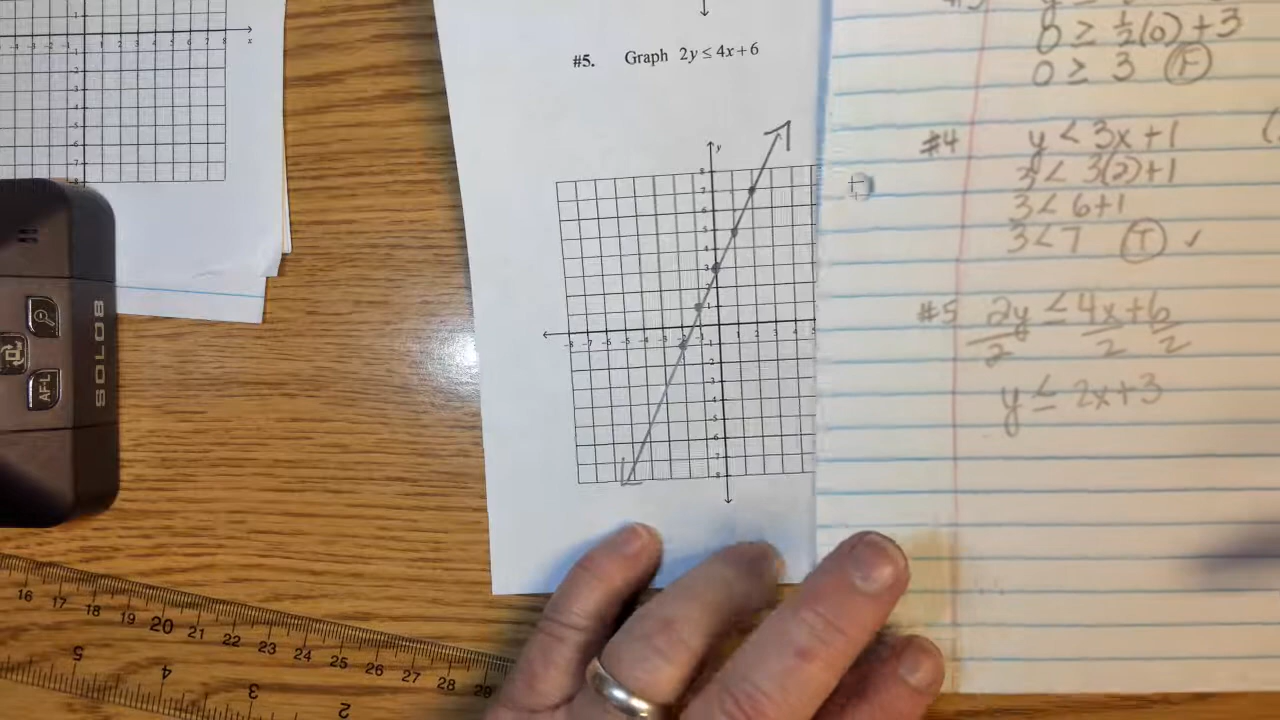 #5. Graph 2y ≤ 4x + 6
y
x
0 ≥ ½(0) + 3
0 ≥ 3 (F)
#4 y < 3x + 1
3 < 3(2) + 1
3 < 6 + 1
3 < 7 (T) ✓
#5 2y ≤ 4x + 6
2 2 2
y ≤ 2x + 3
SOLO8
AF-L
16 17 18 19 20 21 22 23 24 25 26 27 28 29
5 4 3 2